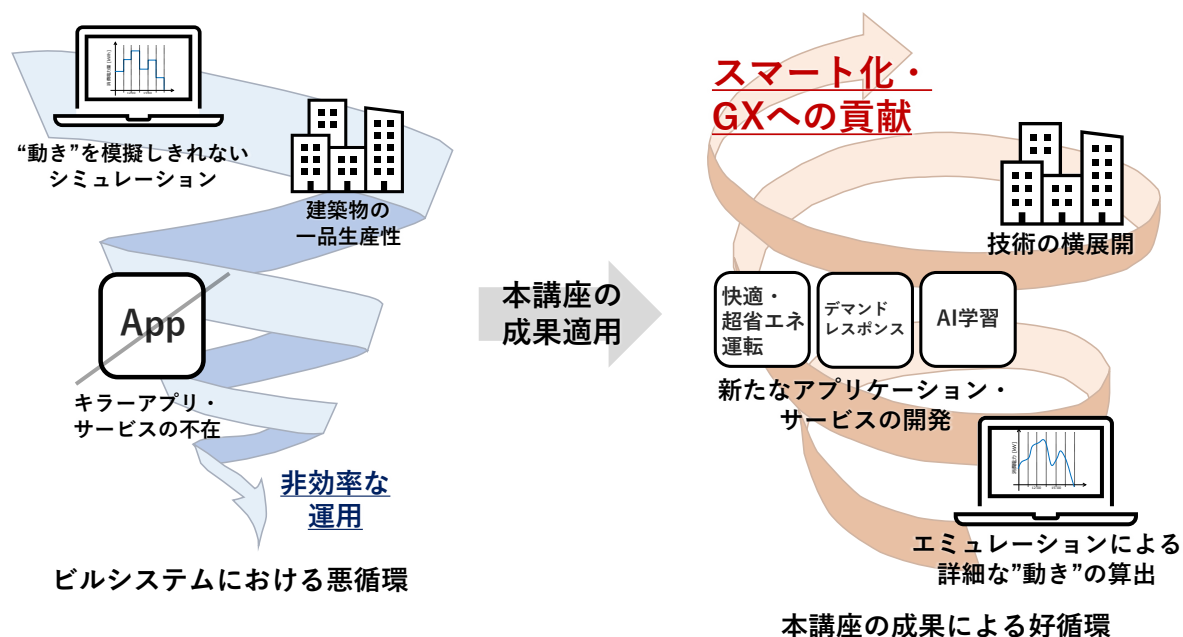 “動き”を模擬しきれない
シミュレーション
建築物の
一品生産性
App
キラーアプリ・
サービスの不在
非効率な
運用
ビルシステムにおける悪循環
本講座の
成果適用
スマート化・
GXへの貢献
技術の横展開
快適・
超省エネ
運転
デマンド
レスポンス
AI学習
新たなアプリケーション・
サービスの開発
エミュレーションによる
詳細な”動き”の算出
本講座の成果による好循環